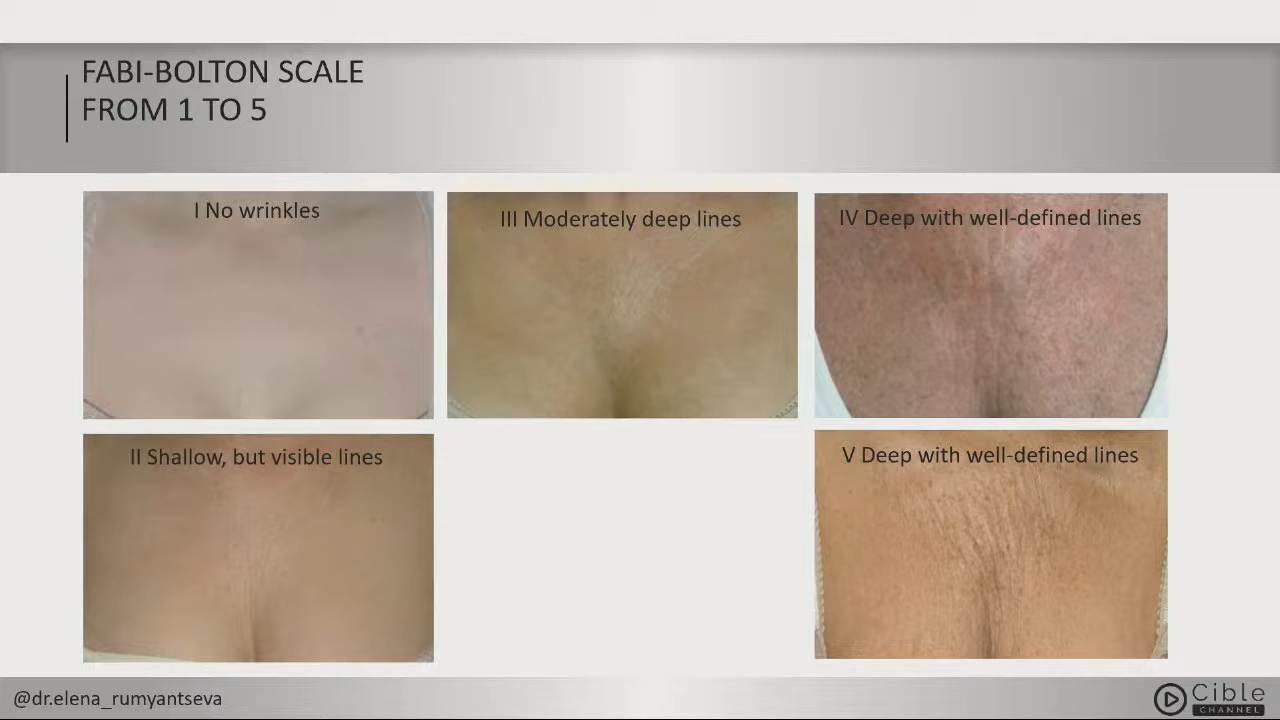 FABI-BOLTON SCALE
FROM 1 TO 5
I No wrinkles
III Moderately deep lines
IV Deep with well-defined lines
II Shallow, but visible lines
V Deep with well-defined lines
@dr.elena_rumyantseva
Cible
CHANNEL